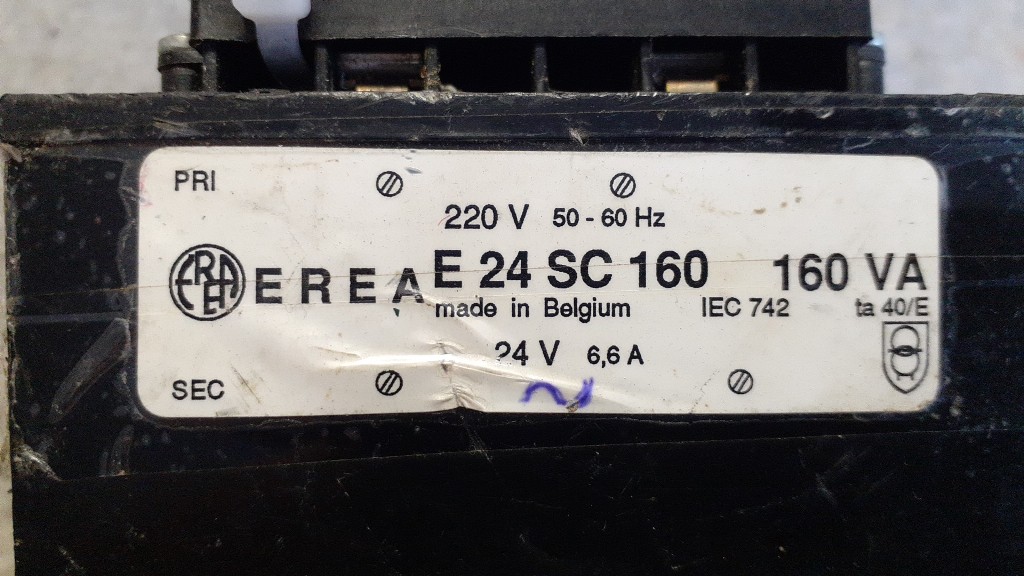 PRI
220 V 50 - 60 Hz
EREA EREA E 24 SC 160 160 VA
made in Belgium IEC 742 ta 40/E
24 V 6,6 A
SEC